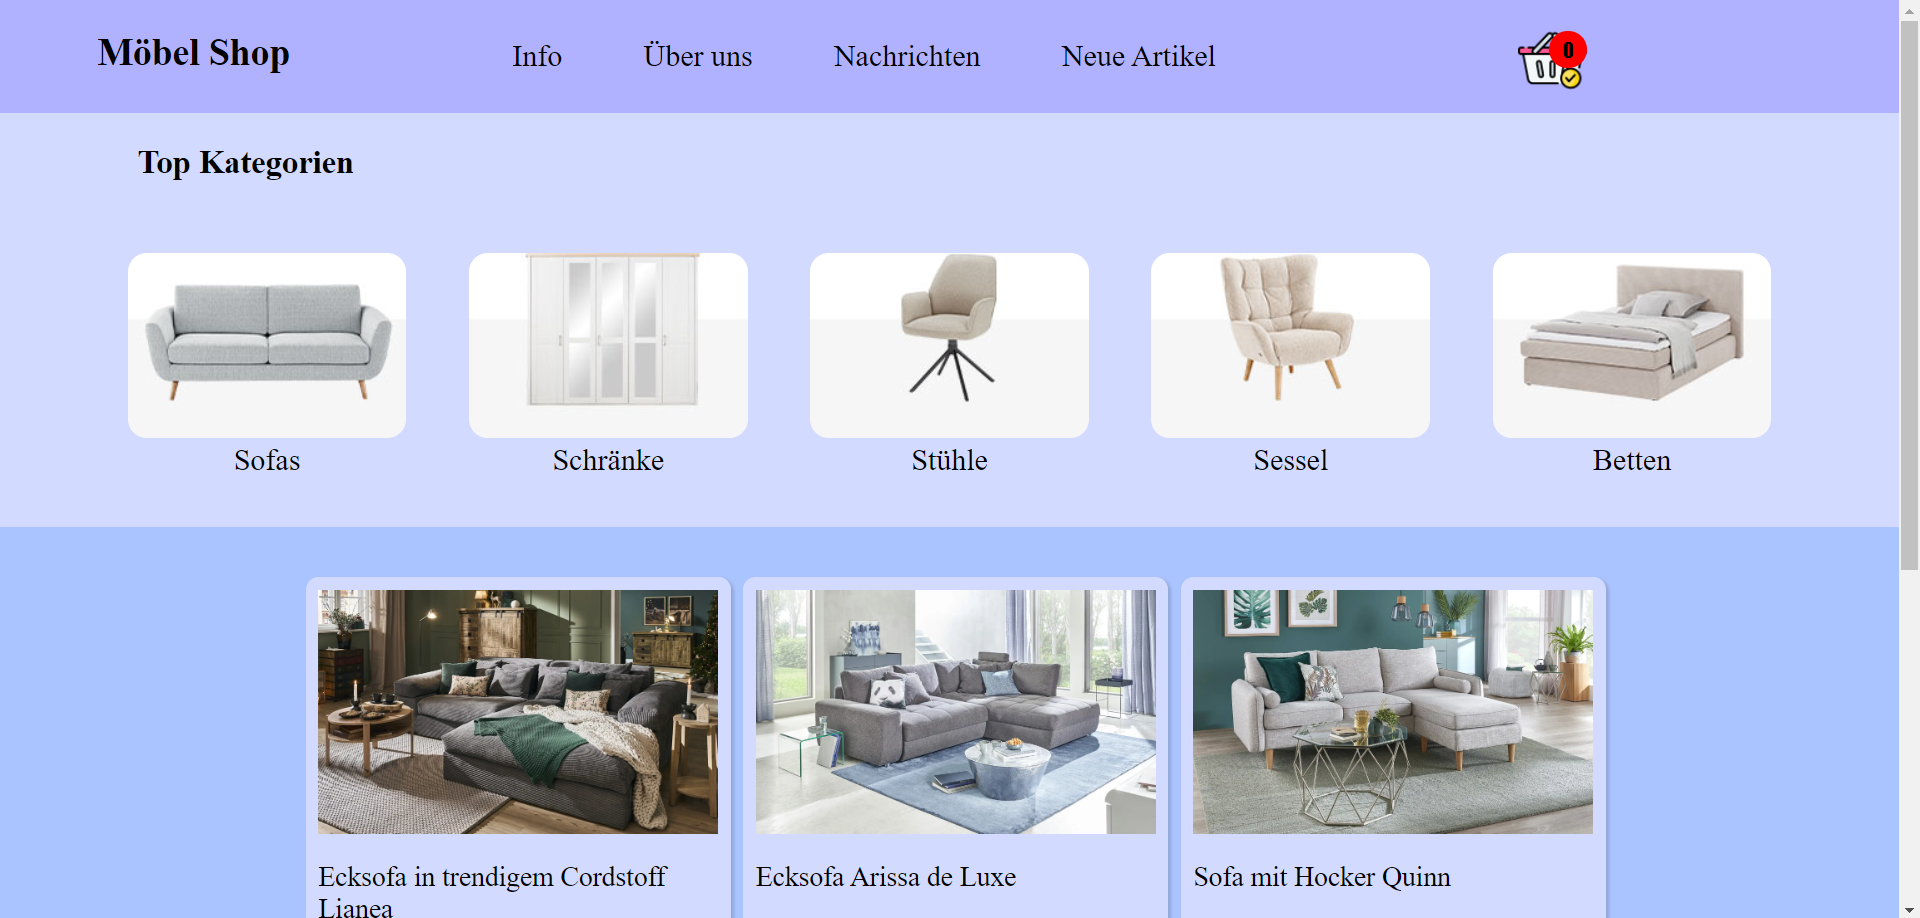 Möbel Shop
Info
Über uns
Nachrichten
Neue Artikel
0
Top Kategorien
Sofas
Schränke
Stühle
Sessel
Betten
Ecksofa in trendigem Cordstoff
Lianea
Ecksofa Arissa de Luxe
Sofa mit Hocker Quinn